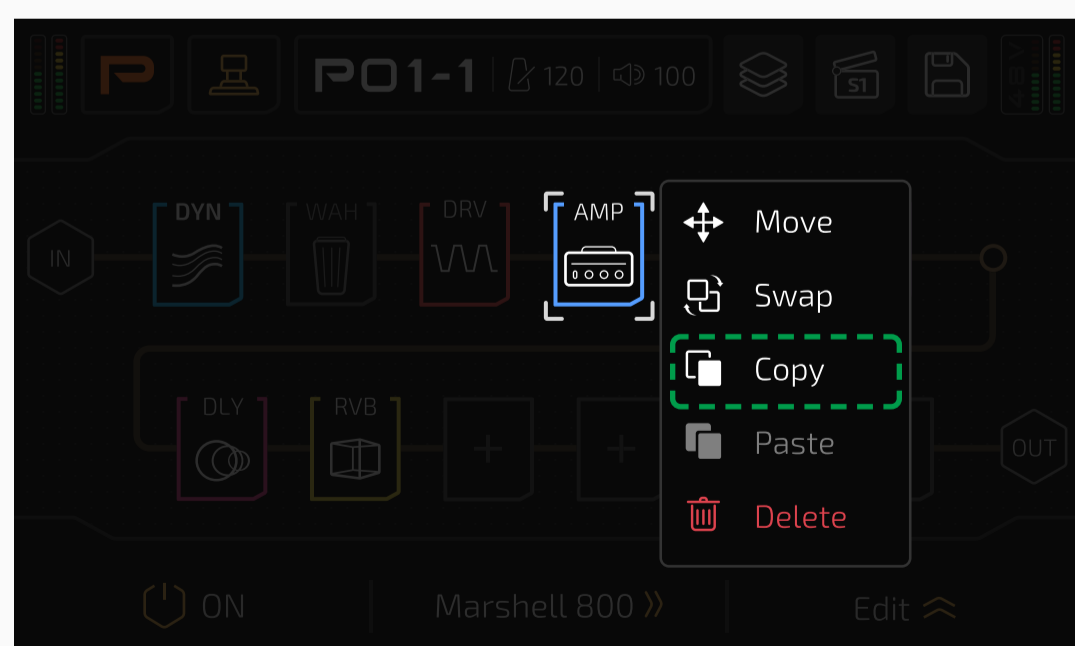 P01-1 120 100 S1
DYN WAH DRV AMP
IN
Move
Swap
Copy
Paste
Delete
DLY RVB
OUT
ON Marshell 800 Edit